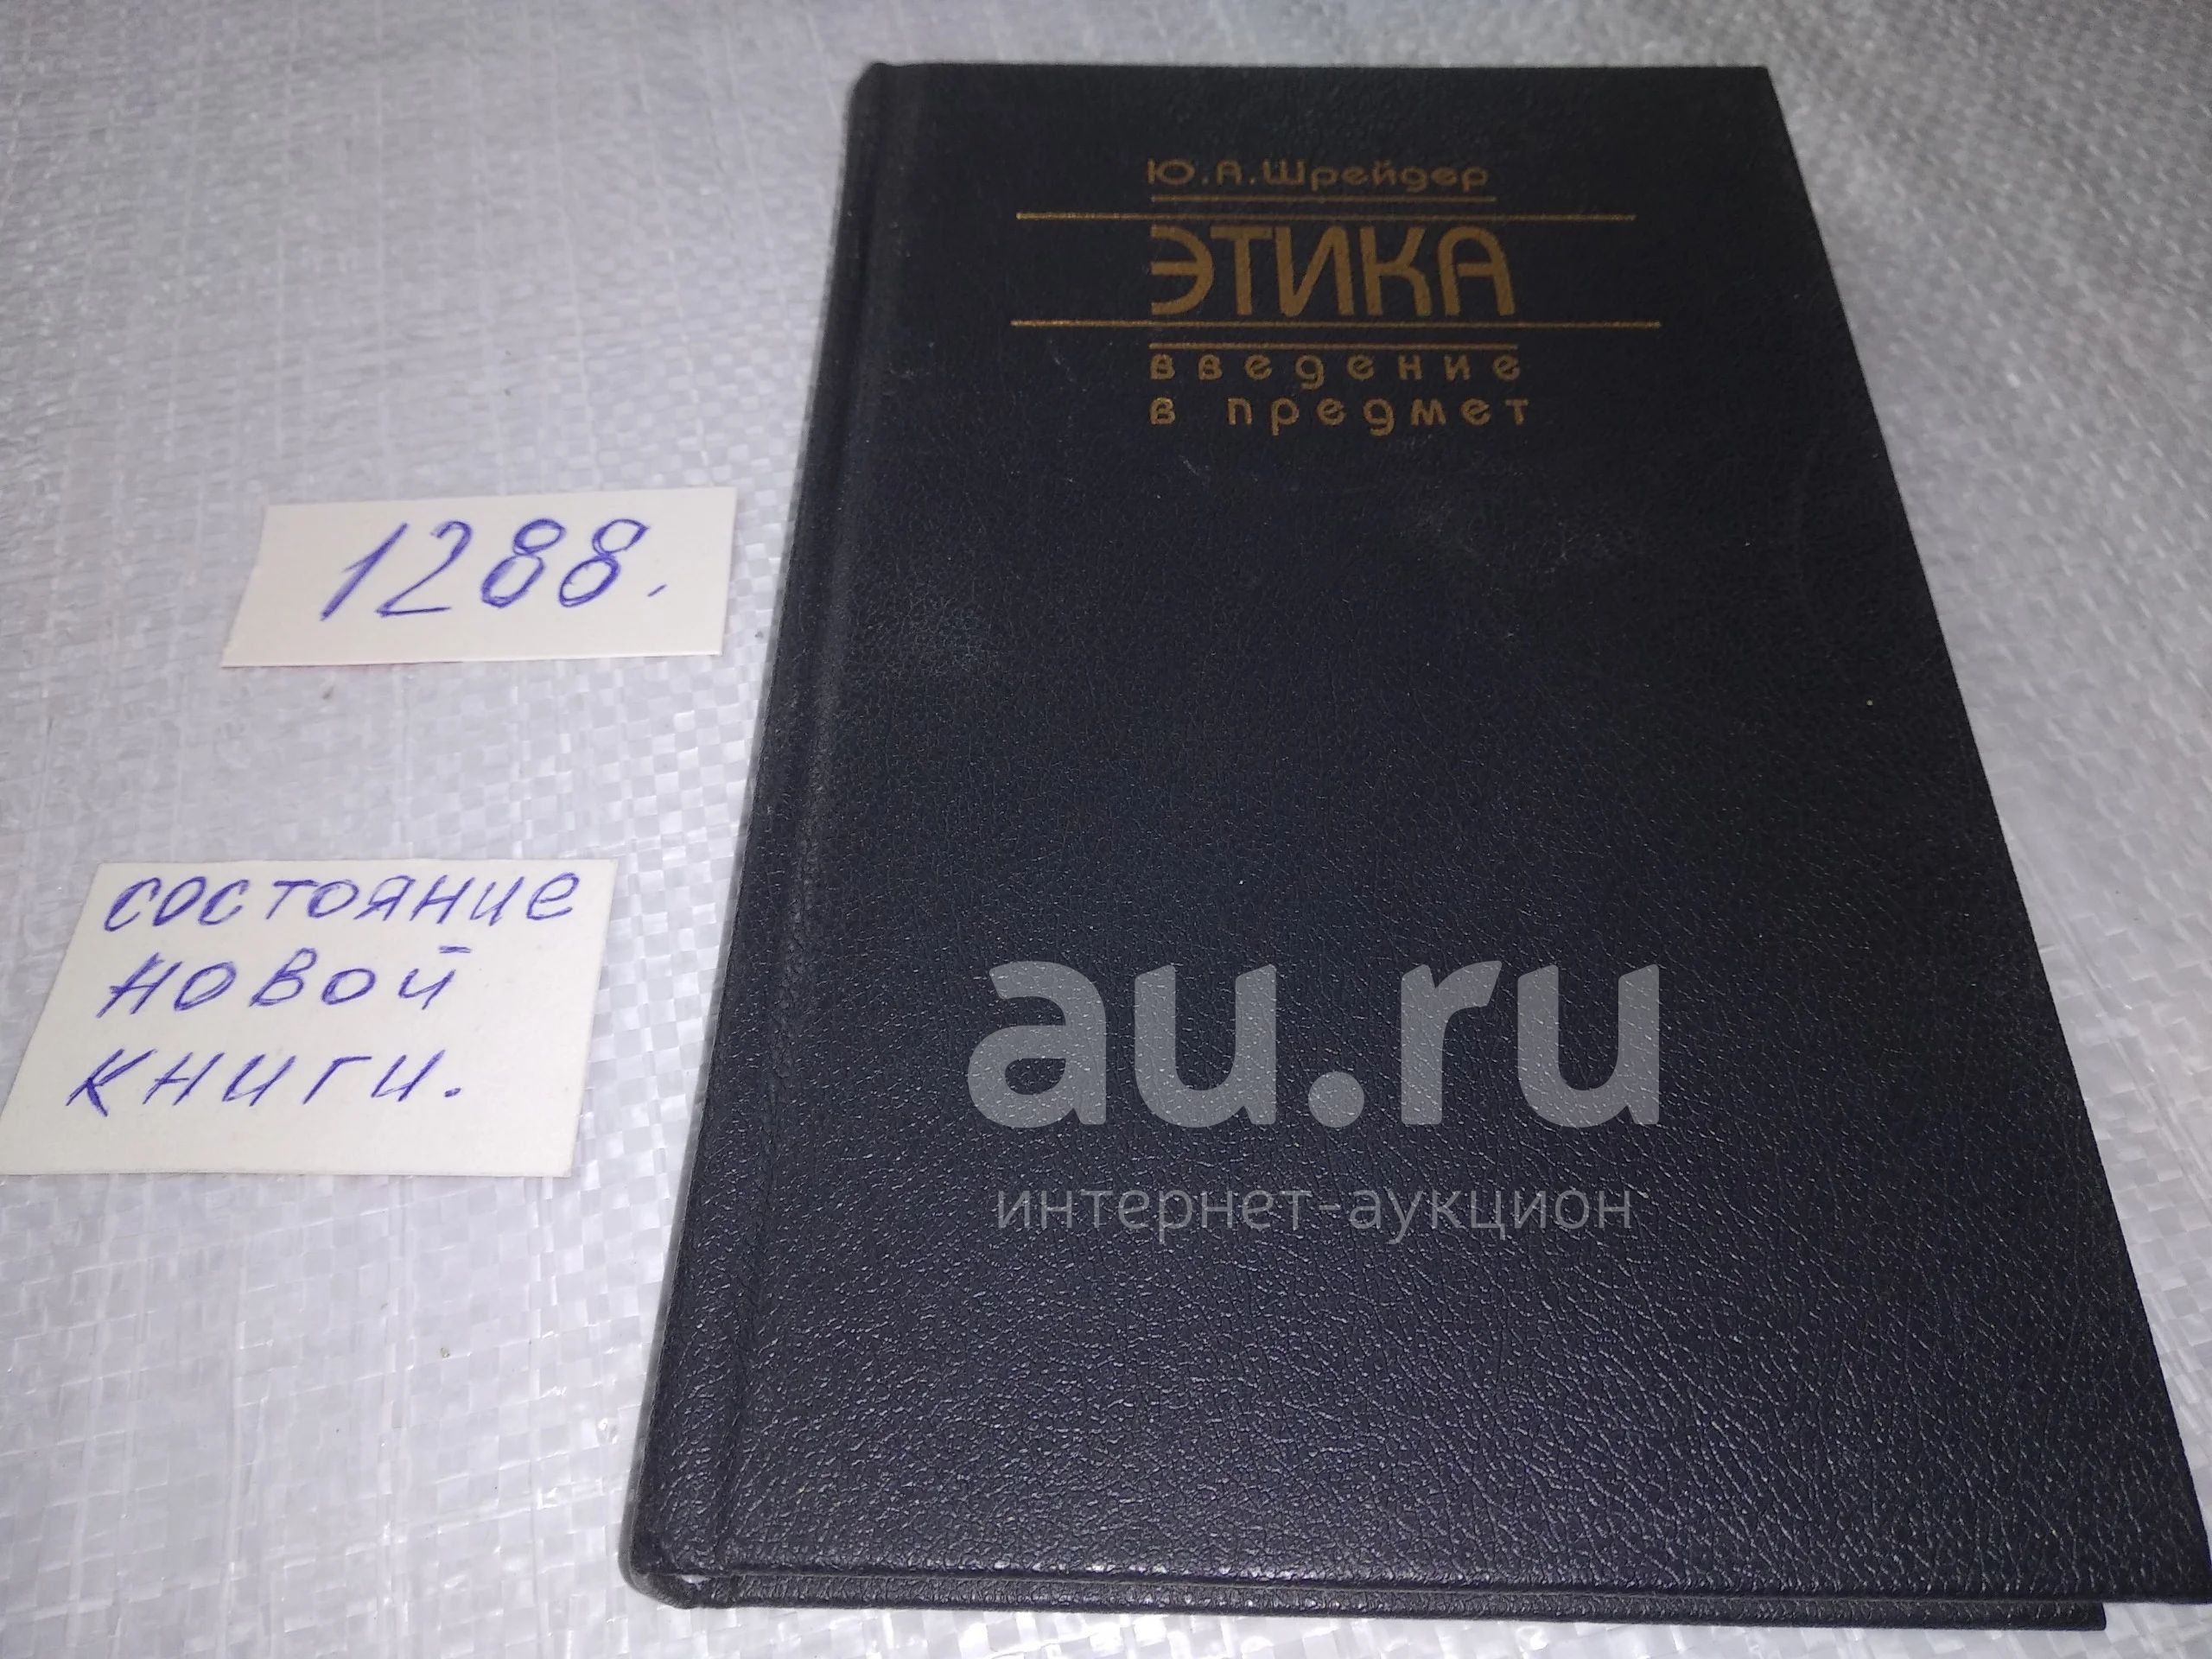 Ю.А.Шрейдер
ЭТИКА
введение
в предмет
1288.
состояние
новой
книги.
au.ru
интернет-аукцион